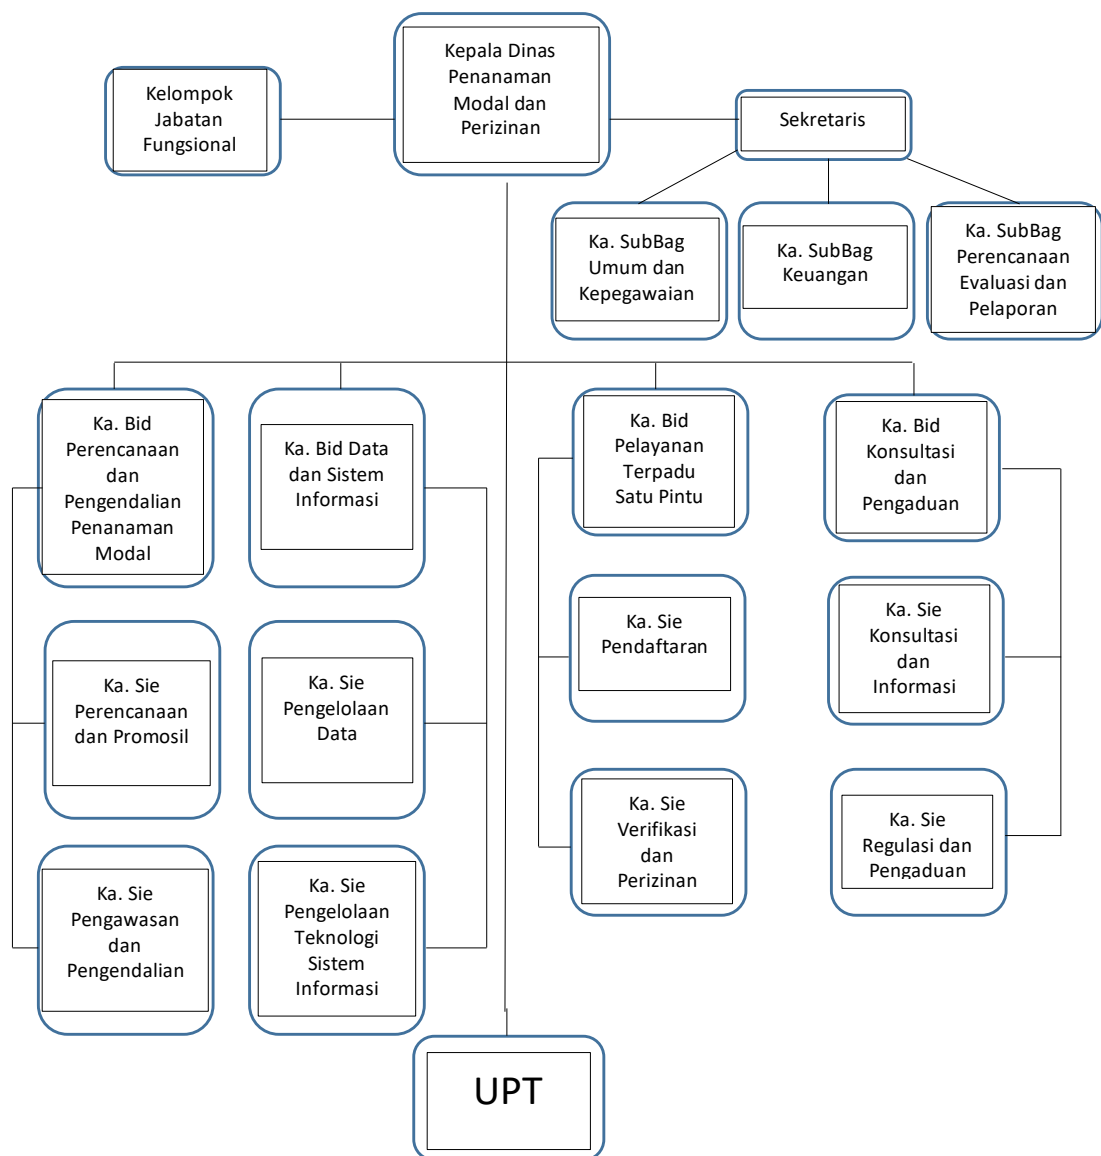 Kepala Dinas
Penanaman
Modal dan
Perizinan
Kelompok
Jabatan
Fungsional
Sekretaris
Ka. SubBag
Umum dan
Kepegawaian
Ka. SubBag
Keuangan
Ka. SubBag
Perencanaan
Evaluasi dan
Pelaporan
Ka. Bid
Perencanaan
dan
Pengendalian
Penanaman
Modal
Ka. Bid Data
dan Sistem
Informasi
Ka. Bid
Pelayanan
Terpadu
Satu Pintu
Ka. Bid
Konsultasi
dan
Pengaduan
Ka. Sie
Perencanaan
dan Promosil
Ka. Sie
Pengelolaan
Data
Ka. Sie
Pendaftaran
Ka. Sie
Konsultasi
dan
Informasi
Ka. Sie
Pengawasan
dan
Pengendalian
Ka. Sie
Pengelolaan
Teknologi
Sistem
Informasi
Ka. Sie
Verifikasi
dan
Perizinan
Ka. Sie
Regulasi dan
Pengaduan
UPT